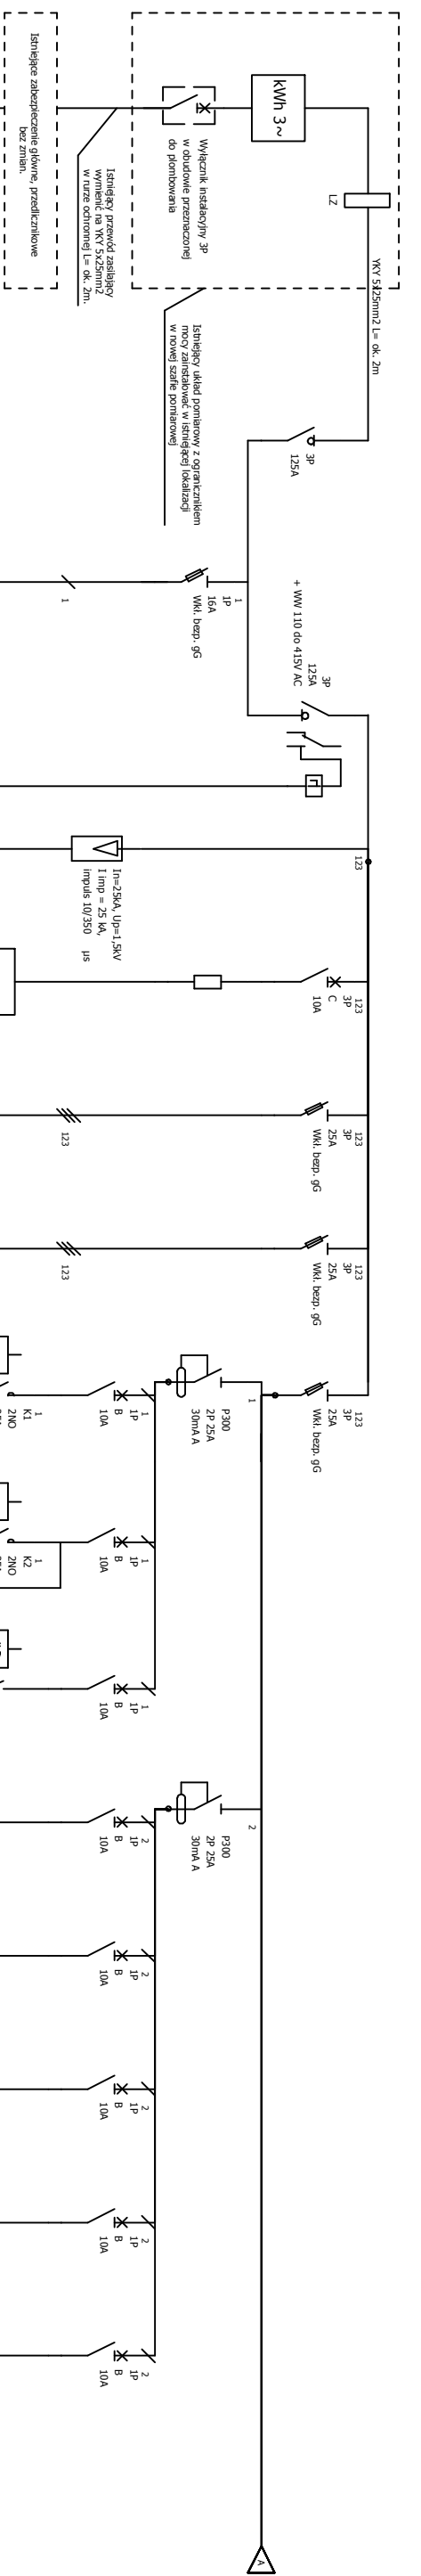 Istniejące zabezpieczenie główne, przedlicznikowe
bez zmian.
Istniejący przewód zasilający
wymienić na YKY 5x25mm2
w rurze ochronnej L= ok. 2m.
Wyłącznik instalacyjny 3P
w obudowie przeznaczonej
do plombowania
kWh 3~
LZ
YKY 5x25mm2 L= ok. 2m
Istniejący układ pomiarowy z ogranicznikiem
mocy zainstalować w istniejącej lokalizacji
w nowej szafie pomiarowej
3P
125A
1
1P
16A
Wkł. bezp. gG
1
3P
125A
+ WW 110 do 415V AC
123
In=25kA, Up=1,5kV
I imp = 25 kA,
impuls 10/350 µs
123
3P
C
10A
123
3P
25A
Wkł. bezp. gG
123
123
3P
25A
Wkł. bezp. gG
123
123
3P
25A
Wkł. bezp. gG
1
P300
2P 25A
30mA A
1P
B
10A
1
K1
2NO
1
1P
B
10A
1
K2
2NO
1
1P
B
10A
2
P300
2P 25A
30mA A
2
1P
B
10A
2
1P
B
10A
2
1P
B
10A
2
1P
B
10A
2
1P
B
10A
A